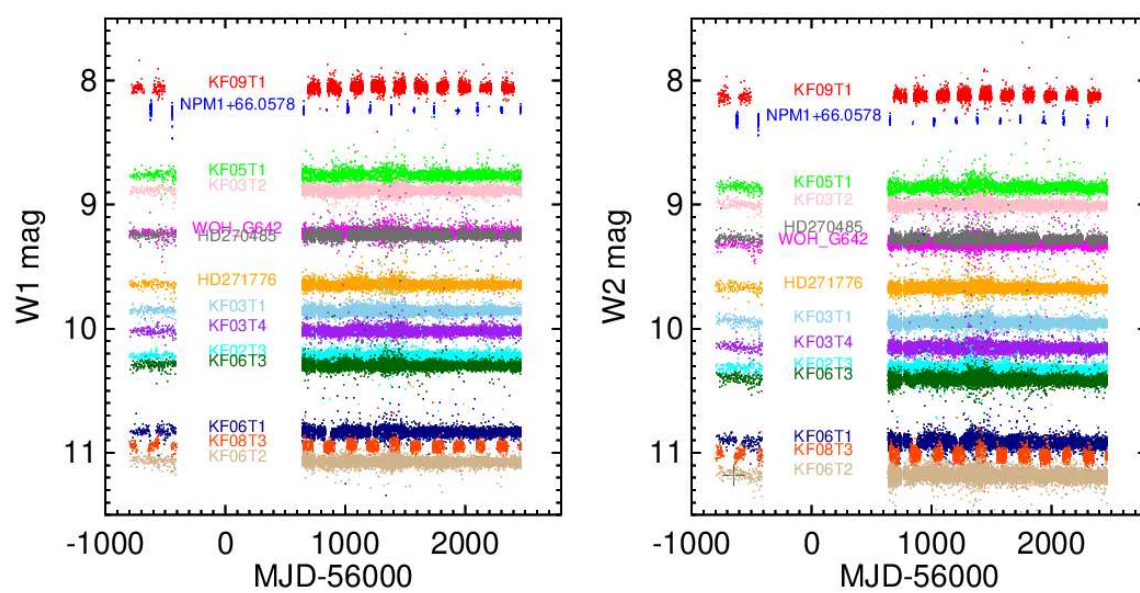 8
9
10
11
W1 mag
KF09T1
NPM1+66.0578
KF05T1
KF03T2
WOH_G642
HD270485
HD271776
KF03T1
KF03T4
KF02T3
KF06T3
KF06T1
KF08T3
KF06T2
-1000 0 1000 2000
MJD-56000
8
9
10
11
W2 mag
KF09T1
NPM1+66.0578
KF05T1
KF03T2
HD270485
WOH_G642
HD271776
KF03T1
KF03T4
KF02T3
KF06T3
KF06T1
KF08T3
KF06T2
-1000 0 1000 2000
MJD-56000